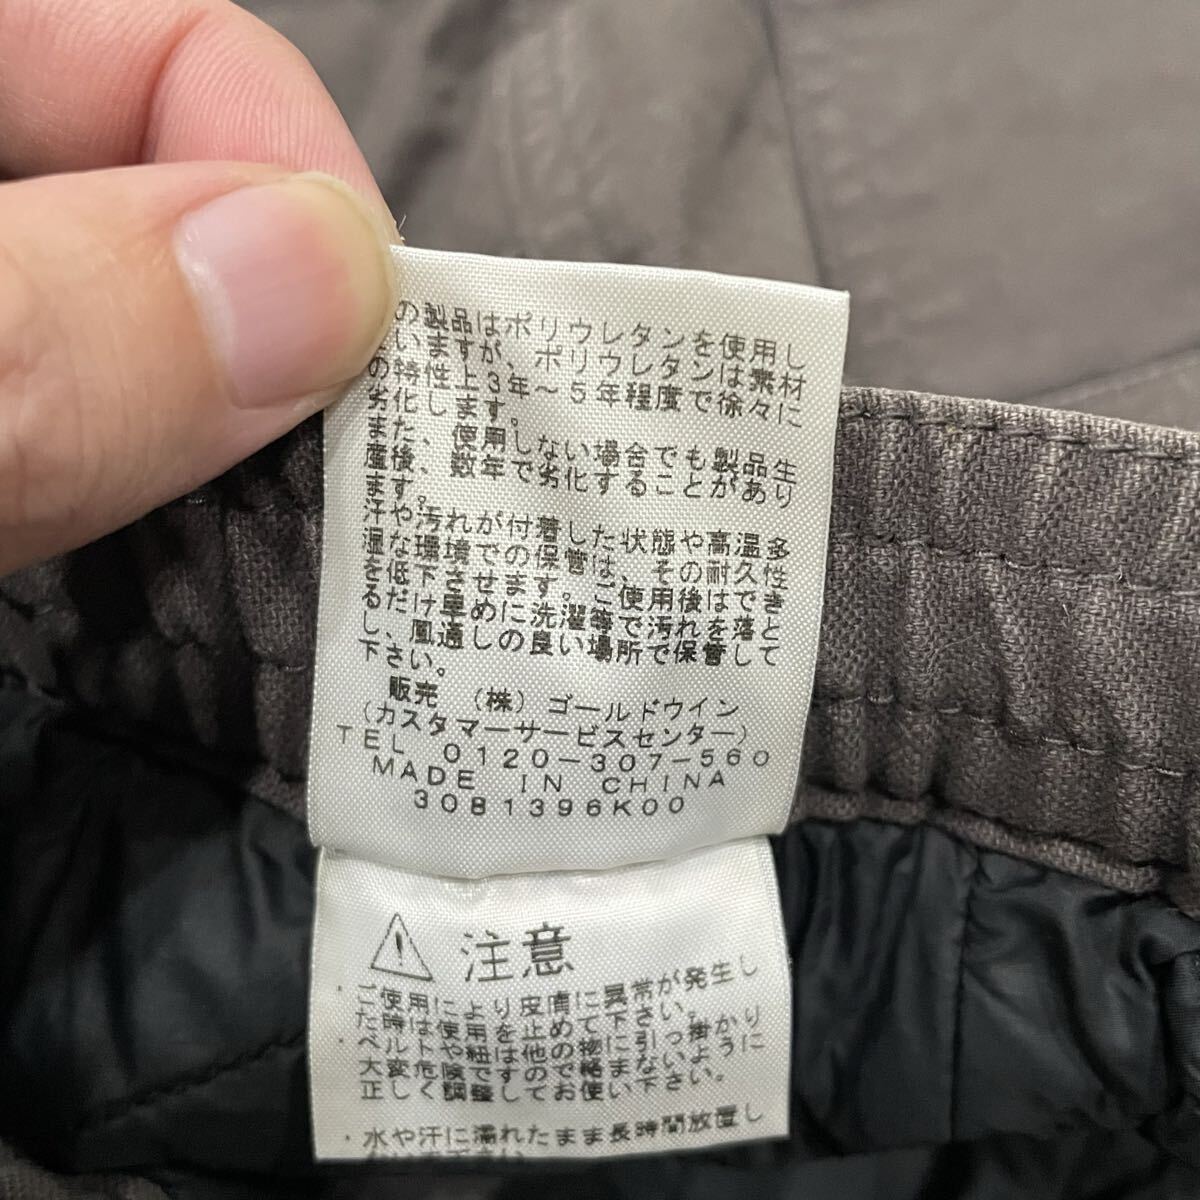 の製品はポリウレタンを使用し
いますが、ポリウレタンは素材
の特性上3年～5年程度で徐々に
劣化します。
また、使用しない場合でも製品生
産後、数年で劣化することがあり
ます。
汗や汚れが付着した状態や高温多
湿な環境での保管は、その耐久性
を低下させます。ご使用後はでき
るだけ早めに洗濯等で汚れを落と
し、風通しの良い場所で保管して
下さい。
販売 (株)ゴールドウイン
(カスタマーサービスセンター)
TEL 0120-307-560
MADE IN CHINA
3081396K00
注意
・ご使用により皮膚に異常が発生し
た時は使用を止めて下さい。
・ベルトや紐は他の物に引っ掛かり
大変危険ですので絡まないように
正しく調整してお使い下さい。
・水や汗に濡れたまま長時間放置し
ないで下さい。